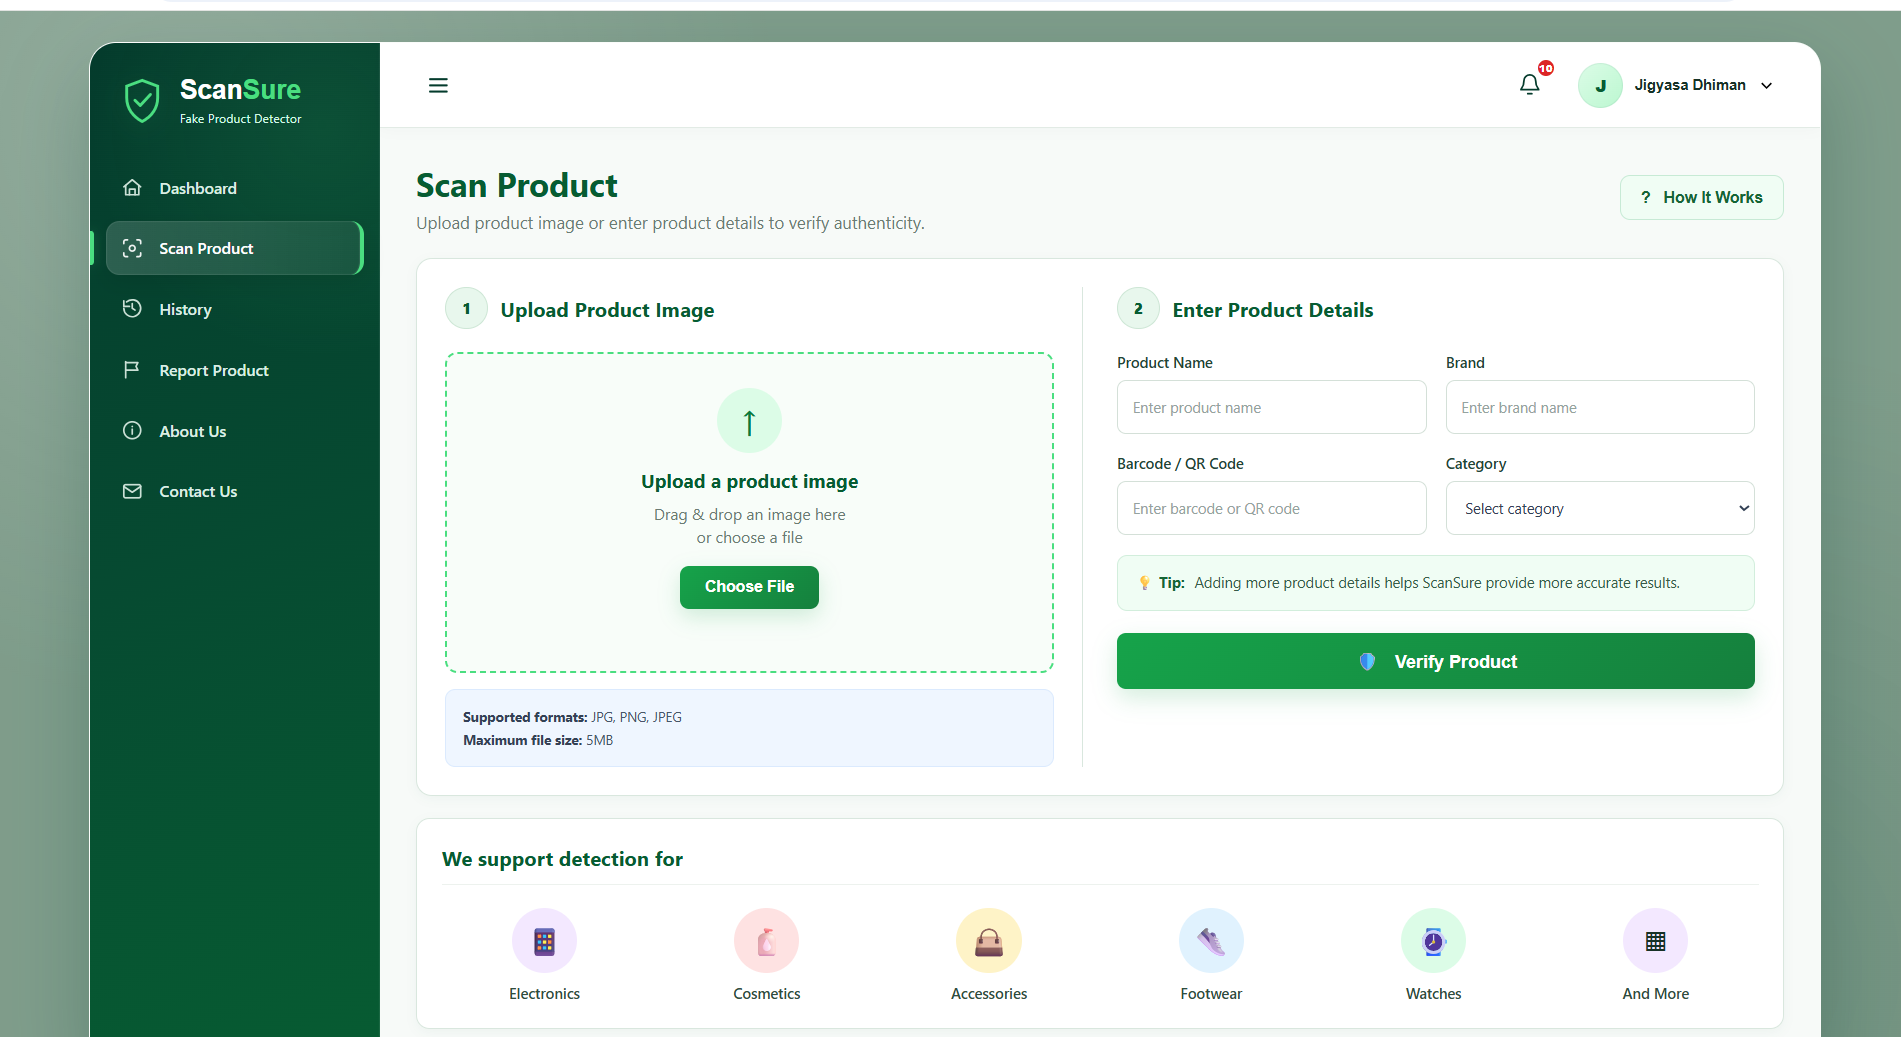 ScanSure
Fake Product Detector
Dashboard
Scan Product
History
Report Product
About Us
Contact Us
10
J
Jigyasa Dhiman
Scan Product
Upload product image or enter product details to verify authenticity.
? How It Works
1
Upload Product Image
↑
Upload a product image
Drag & drop an image here
or choose a file
Choose File
Supported formats: JPG, PNG, JPEG
Maximum file size: 5MB
2
Enter Product Details
Product Name
Enter product name
Brand
Enter brand name
Barcode / QR Code
Enter barcode or QR code
Category
Select category
Tip: Adding more product details helps ScanSure provide more accurate results.
Verify Product
We support detection for
Electronics
Cosmetics
Accessories
Footwear
Watches
And More